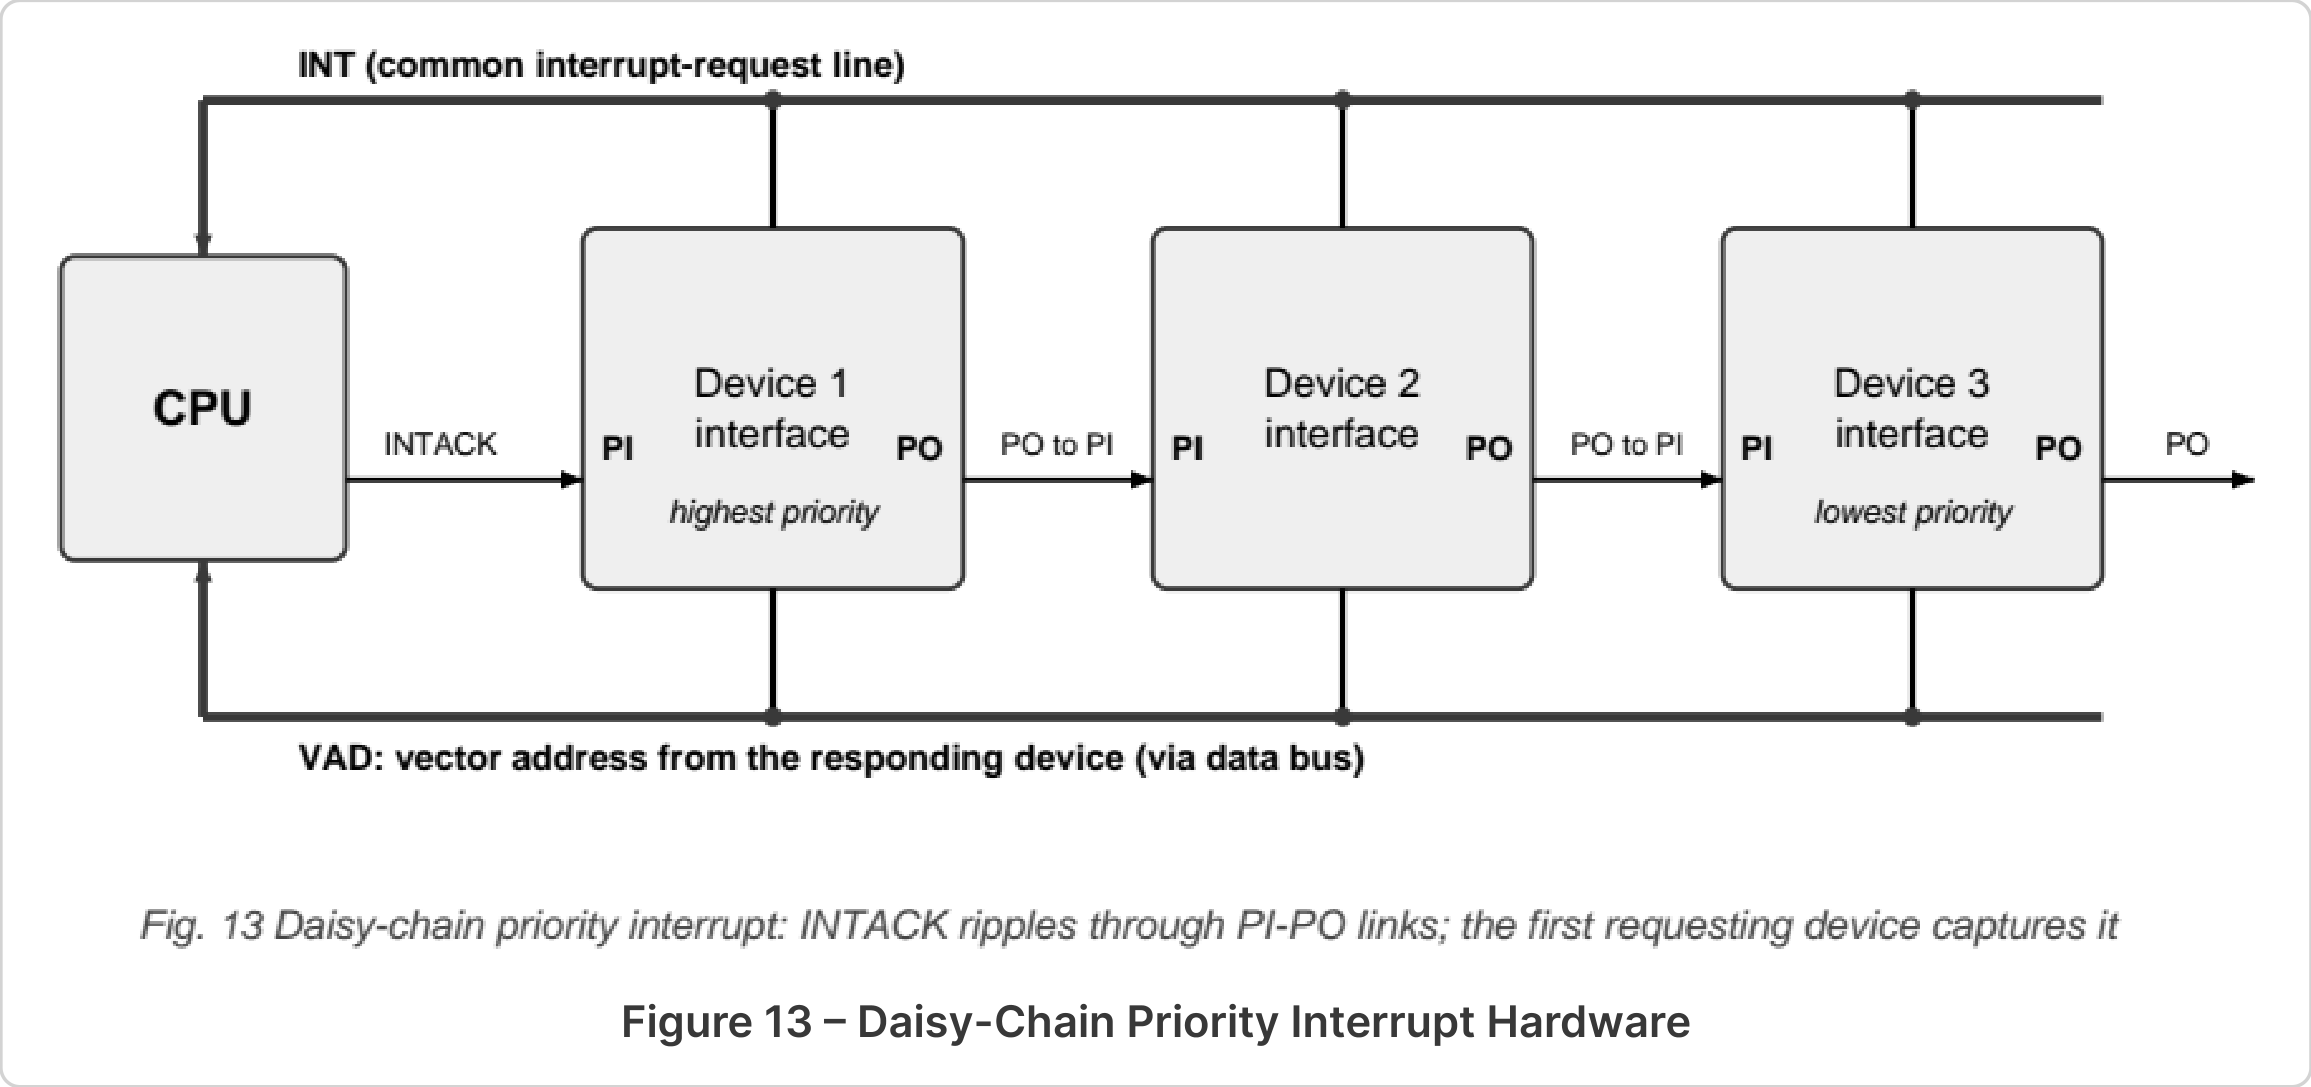 INT (common interrupt-request line)
CPU
INTACK
PI
Device 1
interface
highest priority
PO
PO to PI
PI
Device 2
interface
PO
PO to PI
PI
Device 3
interface
lowest priority
PO
PO
VAD: vector address from the responding device (via data bus)
Fig. 13 Daisy-chain priority interrupt: INTACK ripples through PI-PO links; the first requesting device captures it
Figure 13 – Daisy-Chain Priority Interrupt Hardware